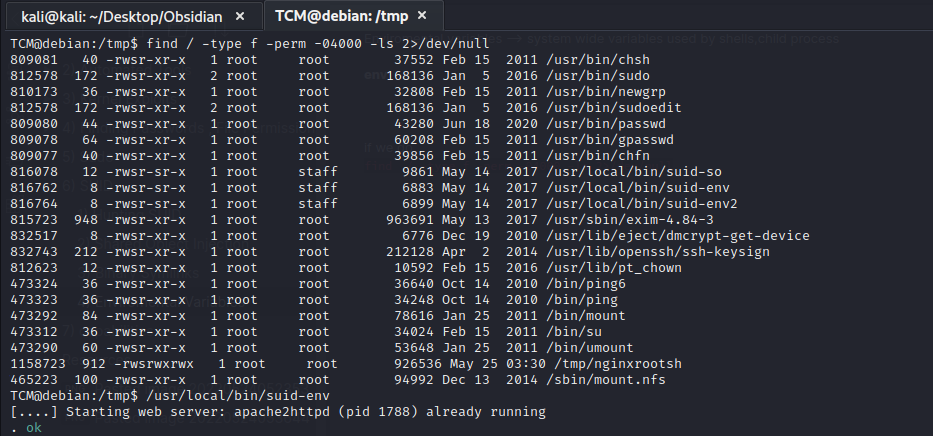 kali@kali: ~/Desktop/Obsidian × TCM@debian: /tmp ×
TCM@debian:/tmp$ find / -type f -perm -04000 -ls 2>/dev/null
809081 40 -rwsr-xr-x 1 root root 37552 Feb 15 2011 /usr/bin/chsh
812578 172 -rwsr-xr-x 2 root root 168136 Jan 5 2016 /usr/bin/sudo
810173 36 -rwsr-xr-x 1 root root 32808 Feb 15 2011 /usr/bin/newgrp
812578 172 -rwsr-xr-x 2 root root 168136 Jan 5 2016 /usr/bin/sudoedit
809080 44 -rwsr-xr-x 1 root root 43280 Jun 18 2020 /usr/bin/passwd
809078 64 -rwsr-xr-x 1 root root 60208 Feb 15 2011 /usr/bin/gpasswd
809077 40 -rwsr-xr-x 1 root root 39856 Feb 15 2011 /usr/bin/chfn
816078 12 -rwsr-sr-x 1 root staff 9861 May 14 2017 /usr/local/bin/suid-so
816762 8 -rwsr-sr-x 1 root staff 6883 May 14 2017 /usr/local/bin/suid-env
816764 8 -rwsr-sr-x 1 root staff 6899 May 14 2017 /usr/local/bin/suid-env2
815723 948 -rwsr-xr-x 1 root root 963691 May 13 2017 /usr/sbin/exim-4.84-3
832517 8 -rwsr-xr-x 1 root root 6776 Dec 19 2010 /usr/lib/eject/dmcrypt-get-device
832743 212 -rwsr-xr-x 1 root root 212128 Apr 2 2014 /usr/lib/openssh/ssh-keysign
812623 12 -rwsr-xr-x 1 root root 10592 Feb 15 2016 /usr/lib/pt_chown
473324 36 -rwsr-xr-x 1 root root 36640 Oct 14 2010 /bin/ping6
473323 36 -rwsr-xr-x 1 root root 34248 Oct 14 2010 /bin/ping
473292 84 -rwsr-xr-x 1 root root 78616 Jan 25 2011 /bin/mount
473312 36 -rwsr-xr-x 1 root root 34024 Feb 15 2011 /bin/su
473290 60 -rwsr-xr-x 1 root root 53648 Jan 25 2011 /bin/umount
1158723 912 -rwsrwxrwx 1 root root 926536 May 25 03:30 /tmp/nginxrootsh
465223 100 -rwsr-xr-x 1 root root 94992 Dec 13 2014 /sbin/mount.nfs
TCM@debian:/tmp$ /usr/local/bin/suid-env
[....] Starting web server: apache2httpd (pid 1788) already running
. ok